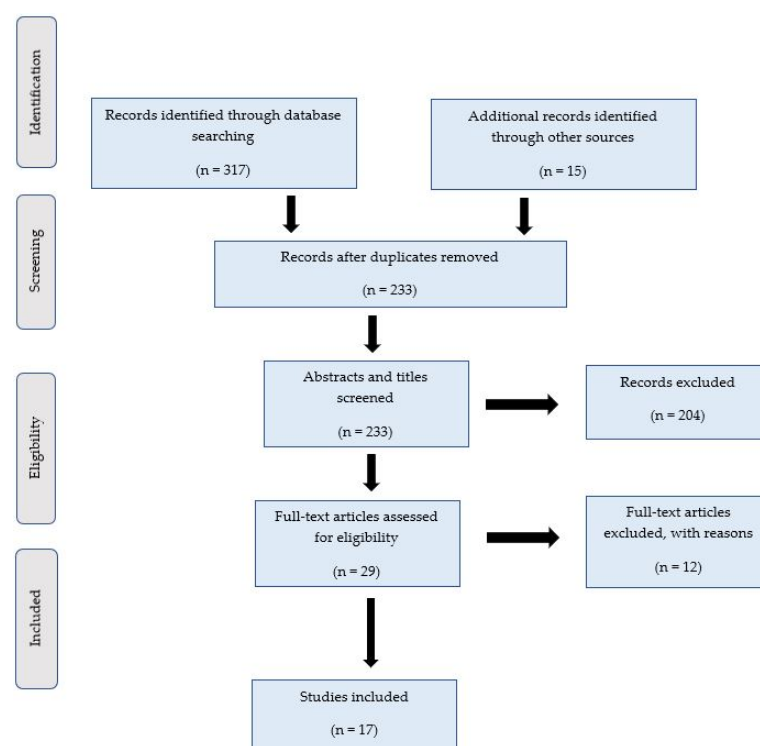 Identification
Records identified through database
searching
(n = 317)
Additional records identified
through other sources
(n = 15)
Screening
Records after duplicates removed
(n = 233)
Eligibility
Abstracts and titles
screened
(n = 233)
Records excluded
(n = 204)
Full-text articles assessed
for eligibility
(n = 29)
Full-text articles
excluded, with reasons
(n = 12)
Included
Studies included
(n = 17)